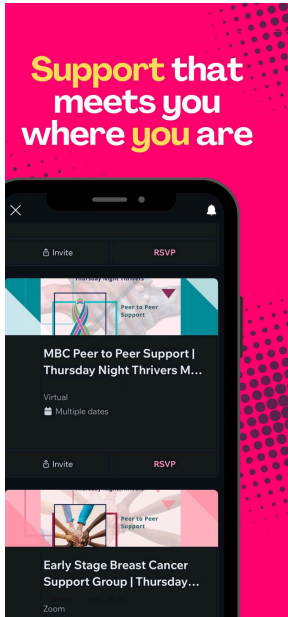 Support that
meets you
where you are
Invite
RSVP
Thursday Night Thrivers
Peer to Peer
Support
MBC Peer to Peer Support |
Thursday Night Thrivers M...
Virtual
Multiple dates
Invite
RSVP
Peer to Peer
Support
Early Stage Breast Cancer
Support Group | Thursday...
Zoom